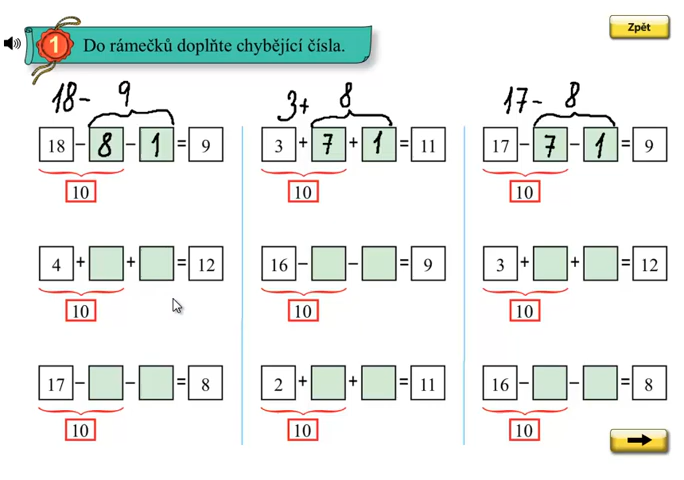 Zpět
1 Do rámečků doplňte chybějící čísla.
18 - 9 3 + 8 17 - 8
18 - 8 - 1 = 9 3 + 7 + 1 = 11 17 - 7 - 1 = 9
10 10 10
4 + + = 12 16 - - = 9 3 + + = 12
10 10 10
17 - - = 8 2 + + = 11 16 - - = 8
10 10 10